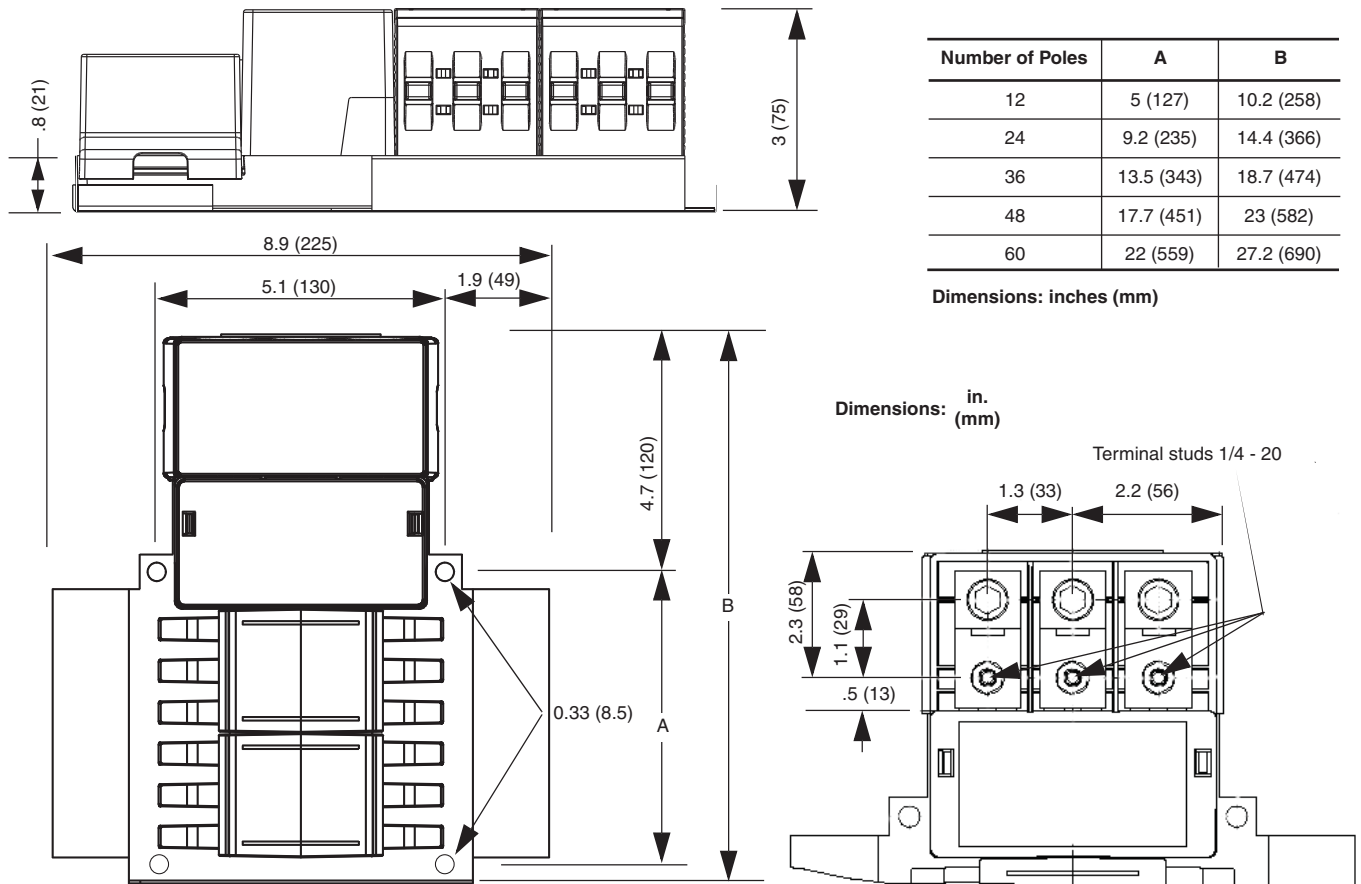 .8 (21)
3 (75)
Number of Poles A B
12 5 (127) 10.2 (258)
24 9.2 (235) 14.4 (366)
36 13.5 (343) 18.7 (474)
48 17.7 (451) 23 (582)
60 22 (559) 27.2 (690)
Dimensions: inches (mm)
8.9 (225)
5.1 (130)
1.9 (49)
4.7 (120)
B
A
0.33 (8.5)
Dimensions: in.
(mm)
Terminal studs 1/4 - 20
1.3 (33)
2.2 (56)
2.3 (58)
1.1 (29)
.5 (13)